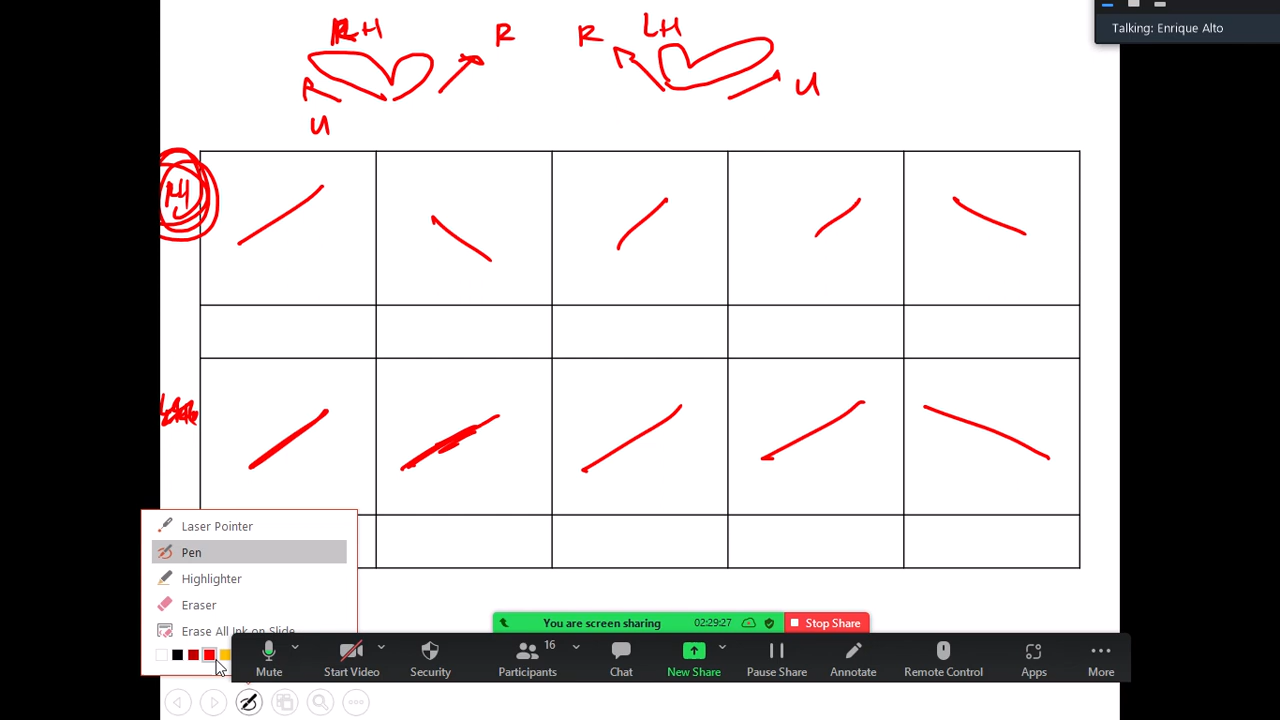 Talking: Enrique Alto
RH
R
R
LH
U
U
Laser Pointer
Pen
Highlighter
Eraser
Erase All Ink on Slide
You are screen sharing
02:29:27
Stop Share
Mute
Start Video
Security
16
Participants
Chat
New Share
Pause Share
Annotate
Remote Control
Apps
More